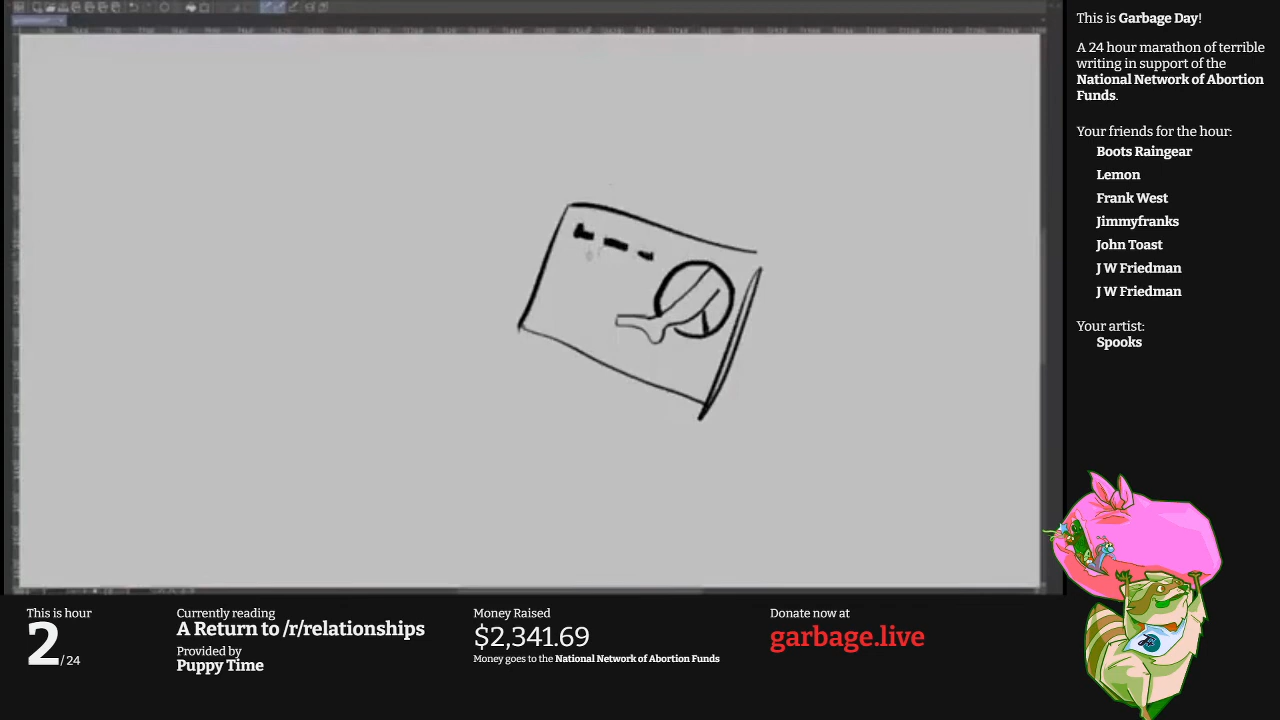 This is Garbage Day!
A 24 hour marathon of terrible
writing in support of the
National Network of Abortion
Funds.
Your friends for the hour:
Boots Raingear
Lemon
Frank West
Jimmyfranks
John Toast
J W Friedman
J W Friedman
Your artist:
Spooks
This is hour
2/24
Currently reading
A Return to /r/relationships
Provided by
Puppy Time
Money Raised
$2,341.69
Money goes to the National Network of Abortion Funds
Donate now at
garbage.live